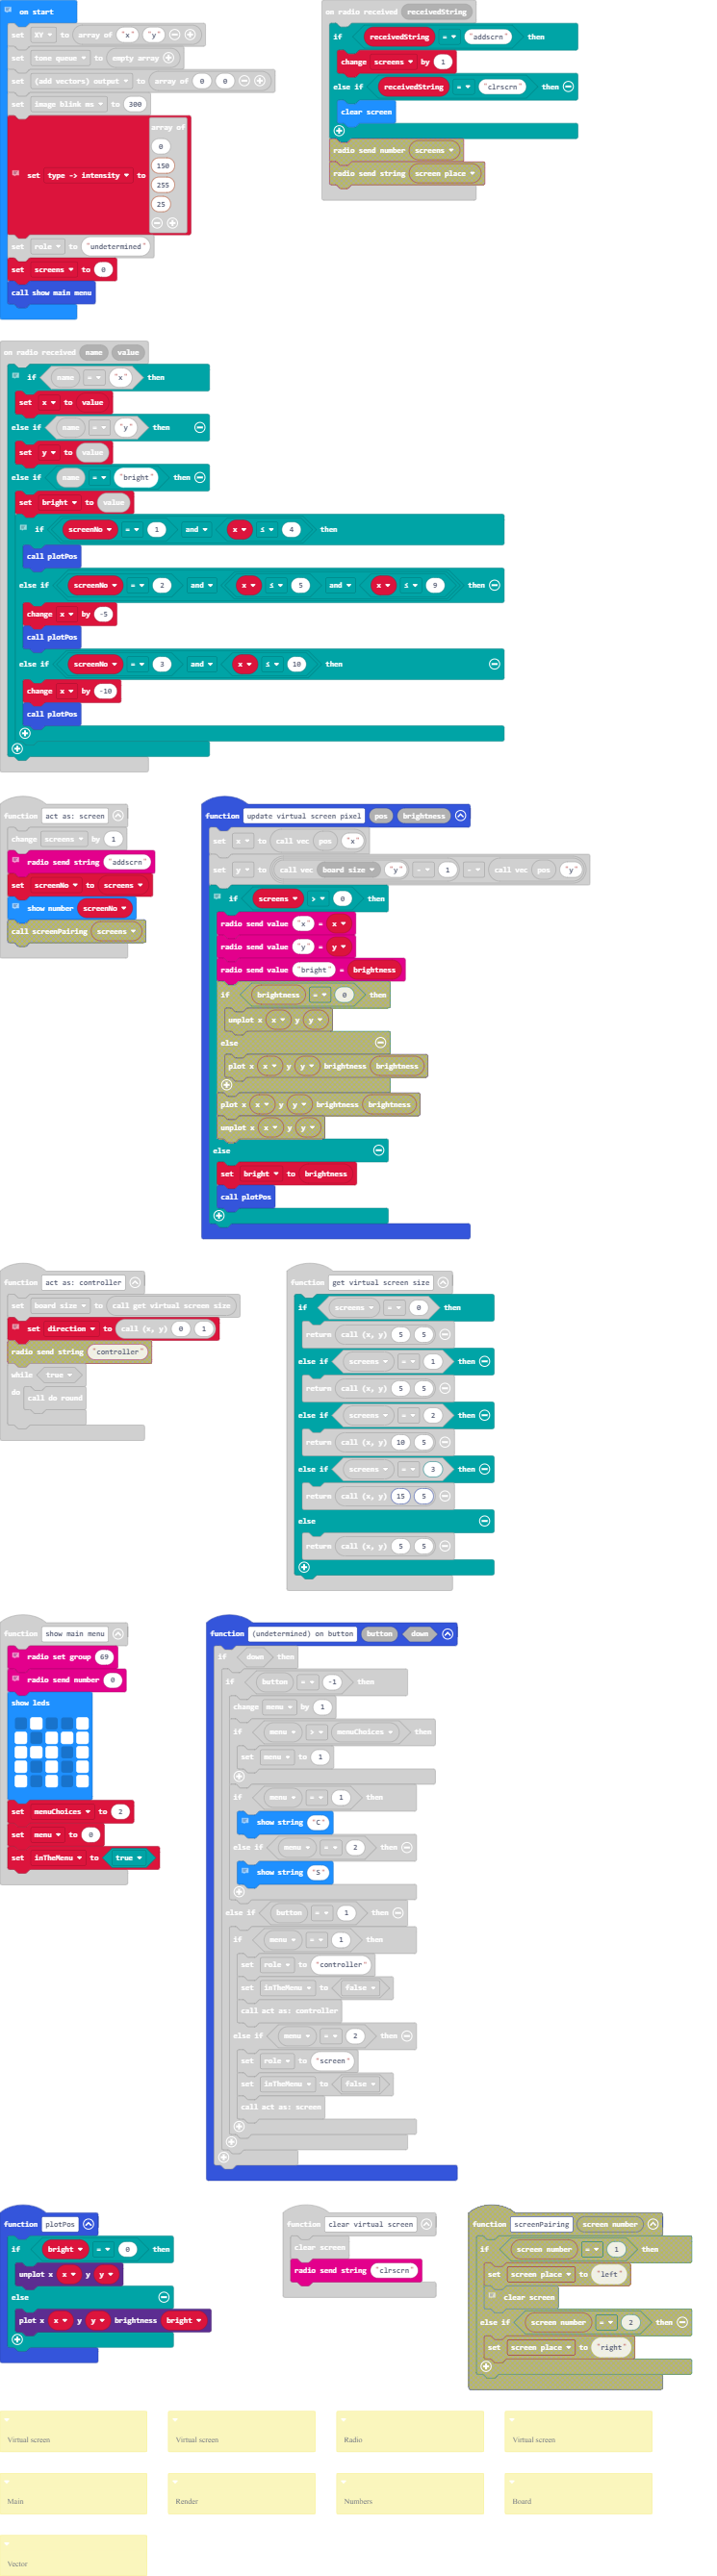 on start
set XY to array of "x" "y"
set tone queue to empty array
set (add vectors) output to array of 0 0
set image blink ms to 300
set type -> intensity to array of
0
150
255
25
set role to "undetermined"
set screens to 0
call show main menu
on radio received receivedString
if receivedString = "addscrn" then
change screens by 1
else if receivedString = "clrscrn" then
clear screen
radio send number screens
radio send string screen place
on radio received name value
if name = "x" then
set x to value
else if name = "y" then
set y to value
else if name = "bright" then
set bright to value
if screenNo = 1 and x ≤ 4 then
call plotPos
else if screenNo = 2 and x ≤ 5 and x ≤ 9 then
change x by -5
call plotPos
else if screenNo = 3 and x ≤ 10 then
change x by -10
call plotPos
function act as: screen
change screens by 1
radio send string "addscrn"
set screenNo to screens
show number screenNo
call screenPairing screens
function update virtual screen pixel pos brightness
set x to call vec pos "x"
set y to call vec board size "y" - 1 - call vec pos "y"
if screens > 0 then
radio send value "x" = x
radio send value "y" = y
radio send value "bright" = brightness
if brightness = 0 then
unplot x x y y
else
plot x x y y brightness brightness
plot x x y y brightness brightness
unplot x x y y
else
set bright to brightness
call plotPos
function act as: controller
set board size to call get virtual screen size
set direction to call (x, y) 0 1
radio send string "controller"
while true
do call do round
function get virtual screen size
if screens = 0 then
return call (x, y) 5 5
else if screens = 1 then
return call (x, y) 5 5
else if screens = 2 then
return call (x, y) 10 5
else if screens = 3 then
return call (x, y) 15 5
else
return call (x, y) 5 5
function show main menu
radio set group 69
radio send number 0
show leds
set menuChoices to 2
set menu to 0
set inTheMenu to true
function (undetermined) on button button down
if down then
if button = -1 then
change menu by 1
if menu > menuChoices then
set menu to 1
if menu = 1 then
show string "C"
else if menu = 2 then
show string "S"
else if button = 1 then
if menu = 1 then
set role to "controller"
set inTheMenu to false
call act as: controller
else if menu = 2 then
set role to "screen"
set inTheMenu to false
call act as: screen
function plotPos
if bright = 0 then
unplot x x y y
else
plot x x y y brightness bright
function clear virtual screen
clear screen
radio send string "clrscrn"
function screenPairing screen number
if screen number = 1 then
set screen place to "left"
clear screen
else if screen number = 2 then
set screen place to "right"
Virtual screen
Virtual screen
Radio
Virtual screen
Main
Render
Numbers
Board
Vector